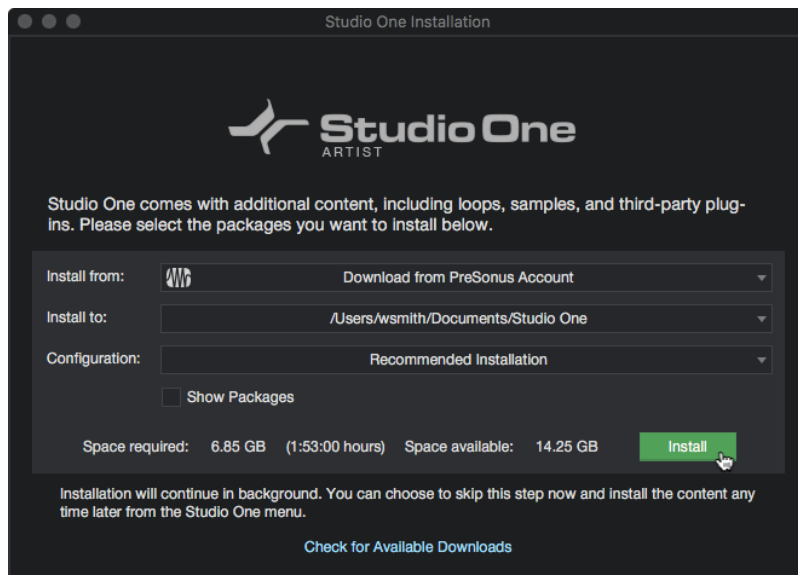 Studio One Installation
Studio One
ARTIST
Studio One comes with additional content, including loops, samples, and third-party plug-
ins. Please select the packages you want to install below.
Install from: Download from PreSonus Account
Install to: /Users/wsmith/Documents/Studio One
Configuration: Recommended Installation
Show Packages
Space required: 6.85 GB (1:53:00 hours) Space available: 14.25 GB Install
Installation will continue in background. You can choose to skip this step now and install the content any
time later from the Studio One menu.
Check for Available Downloads